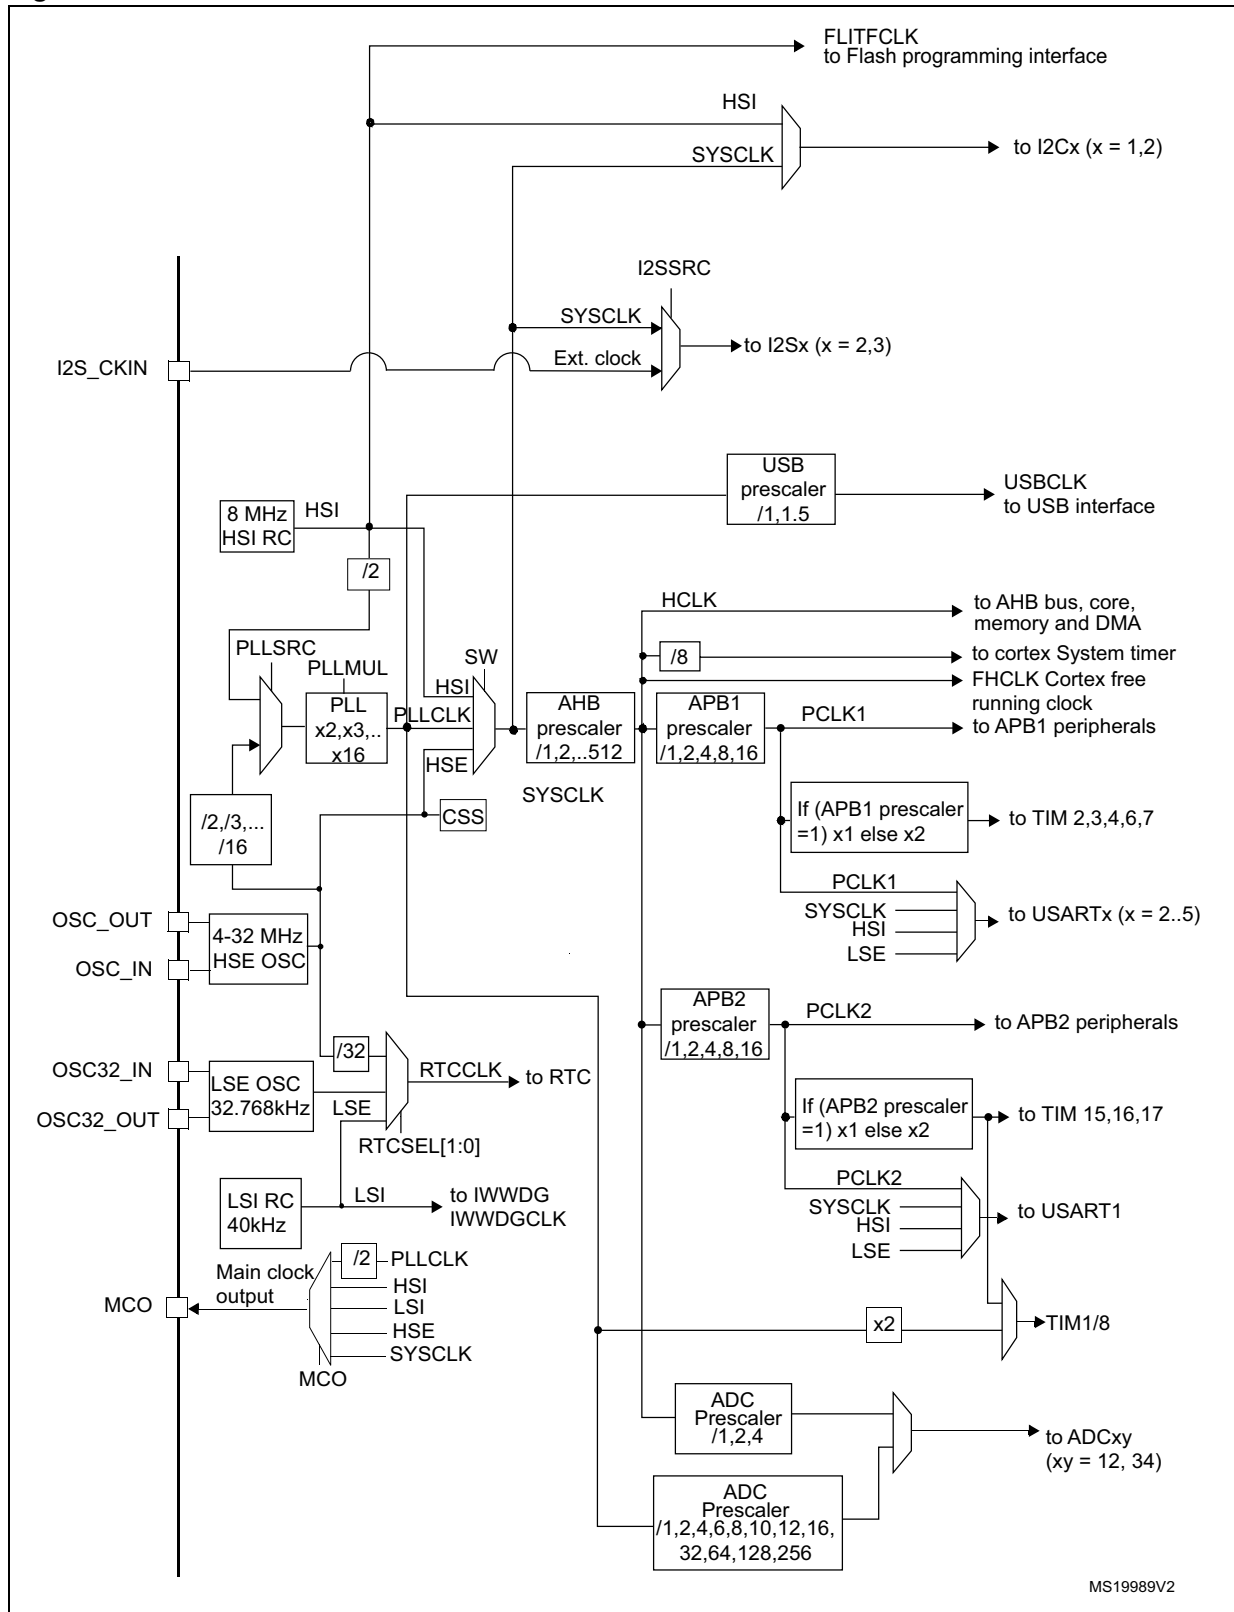 FLITFCLK
to Flash programming interface
HSI
to I2Cx (x = 1,2)
SYSCLK
I2SSRC
SYSCLK
to I2Sx (x = 2,3)
Ext. clock
I2S_CKIN
USB
prescaler
/1,1.5
USBCLK
to USB interface
8 MHz
HSI RC
HSI
/2
HCLK
to AHB bus, core,
memory and DMA
/8
to cortex System timer
FHCLK Cortex free
running clock
PLLSRC
PLLMUL
PLL
x2,x3,..
x16
SW
HSI
PLLCLK
HSE
AHB
prescaler
/1,2,..512
APB1
prescaler
/1,2,4,8,16
PCLK1
to APB1 peripherals
SYSCLK
CSS
/2,/3,...
/16
If (APB1 prescaler
=1) x1 else x2
to TIM 2,3,4,6,7
PCLK1
SYSCLK
HSI
LSE
to USARTx (x = 2..5)
OSC_OUT
OSC_IN
4-32 MHz
HSE OSC
APB2
prescaler
/1,2,4,8,16
PCLK2
to APB2 peripherals
/32
OSC32_IN
OSC32_OUT
LSE OSC
32.768kHz
LSE
RTCCLK
to RTC
RTCSEL[1:0]
If (APB2 prescaler
=1) x1 else x2
to TIM 15,16,17
LSI RC
40kHz
LSI
to IWWDG
IWWDGCLK
PCLK2
SYSCLK
HSI
LSE
to USART1
/2
PLLCLK
HSI
LSI
HSE
SYSCLK
Main clock
output
MCO
MCO
x2
TIM1/8
ADC
Prescaler
/1,2,4
to ADCxy
(xy = 12, 34)
ADC
Prescaler
/1,2,4,6,8,10,12,16,
32,64,128,256
MS19989V2